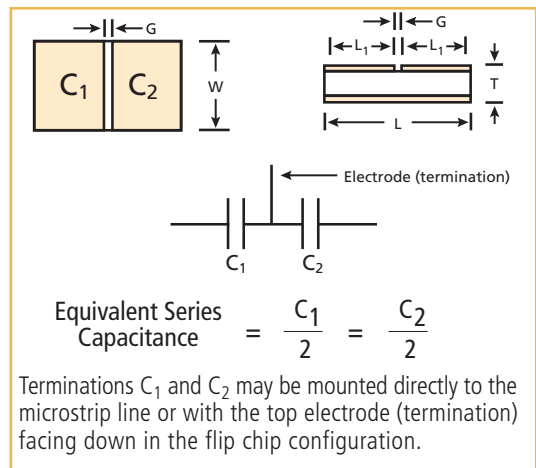 G
G
L1
L1
C1
C2
W
T
L
Electrode (termination)
C1
C2
Equivalent Series Capacitance = C1/2 = C2/2
Terminations C1 and C2 may be mounted directly to the
microstrip line or with the top electrode (termination)
facing down in the flip chip configuration.